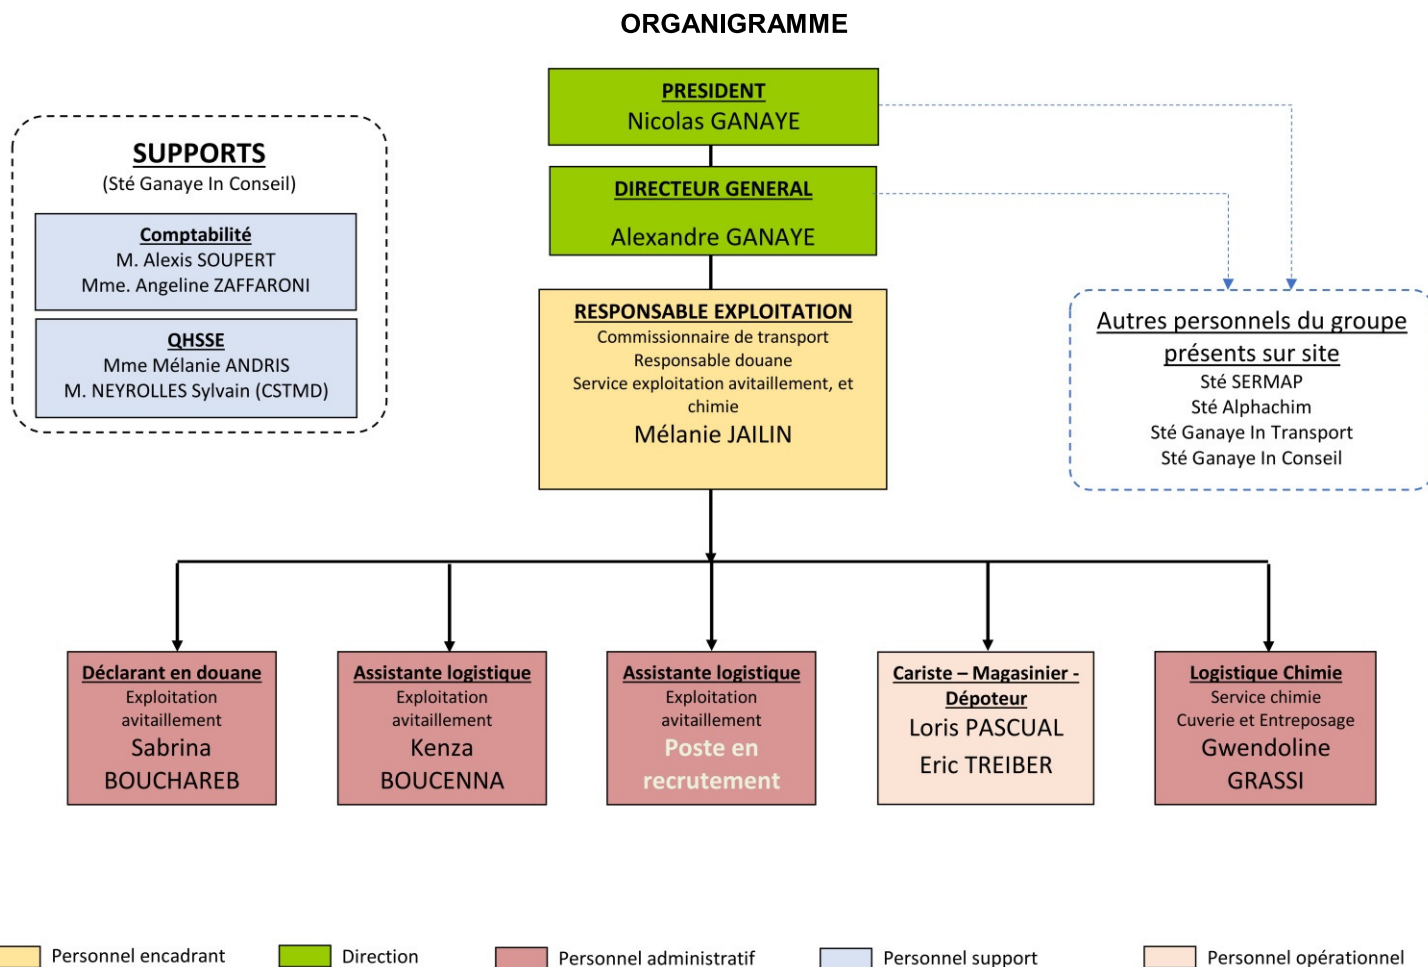 ORGANIGRAMME
PRESIDENT
Nicolas GANAYE
DIRECTEUR GENERAL
Alexandre GANAYE
SUPPORTS
(Sté Ganaye In Conseil)
Comptabilité
M. Alexis SOUPERT
Mme. Angeline ZAFFARONI
QHSSE
Mme Mélanie ANDRIS
M. NEYROLLES Sylvain (CSTMD)
RESPONSABLE EXPLOITATION
Commissionnaire de transport
Responsable douane
Service exploitation avitaillement, et
chimie
Mélanie JAILIN
Autres personnels du groupe
présents sur site
Sté SERMAP
Sté Alphachim
Sté Ganaye In Transport
Sté Ganaye In Conseil
Déclarant en douane
Exploitation
avitaillement
Sabrina
BOUCHAREB
Assistante logistique
Exploitation
avitaillement
Kenza
BOUCENNA
Assistante logistique
Exploitation
avitaillement
Poste en
recrutement
Cariste – Magasinier -
Dépoteur
Loris PASCUAL
Eric TREIBER
Logistique Chimie
Service chimie
Cuverie et Entreposage
Gwendoline
GRASSI
Personnel encadrant
Direction
Personnel administratif
Personnel support
Personnel opérationnel